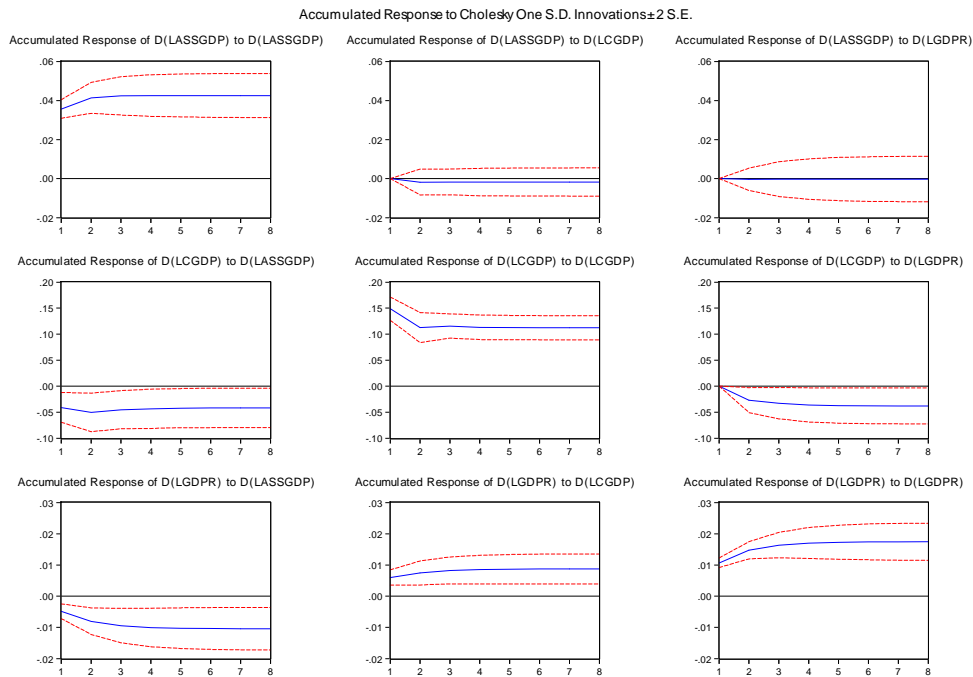 Accumulated Response to Cholesky One S.D. Innovations ± 2 S.E.
Accumulated Response of D(LASSGDP) to D(LASSGDP)
.06
.04
.02
.00
-.02
1 2 3 4 5 6 7 8
Accumulated Response of D(LASSGDP) to D(LCGDP)
.06
.04
.02
.00
-.02
1 2 3 4 5 6 7 8
Accumulated Response of D(LASSGDP) to D(LGDPR)
.06
.04
.02
.00
-.02
1 2 3 4 5 6 7 8
Accumulated Response of D(LCGDP) to D(LASSGDP)
.20
.15
.10
.05
.00
-.05
-.10
1 2 3 4 5 6 7 8
Accumulated Response of D(LCGDP) to D(LCGDP)
.20
.15
.10
.05
.00
-.05
-.10
1 2 3 4 5 6 7 8
Accumulated Response of D(LCGDP) to D(LGDPR)
.20
.15
.10
.05
.00
-.05
-.10
1 2 3 4 5 6 7 8
Accumulated Response of D(LGDPR) to D(LASSGDP)
.03
.02
.01
.00
-.01
-.02
1 2 3 4 5 6 7 8
Accumulated Response of D(LGDPR) to D(LCGDP)
.03
.02
.01
.00
-.01
-.02
1 2 3 4 5 6 7 8
Accumulated Response of D(LGDPR) to D(LGDPR)
.03
.02
.01
.00
-.01
-.02
1 2 3 4 5 6 7 8